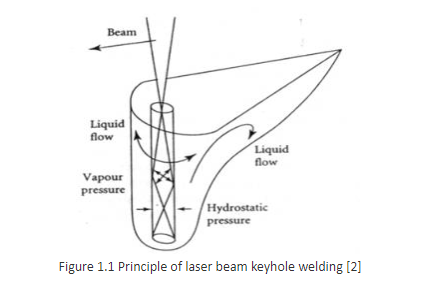 Beam
Liquid
flow
Liquid
flow
Vapour
pressure
Hydrostatic
pressure
Figure 1.1 Principle of laser beam keyhole welding [2]